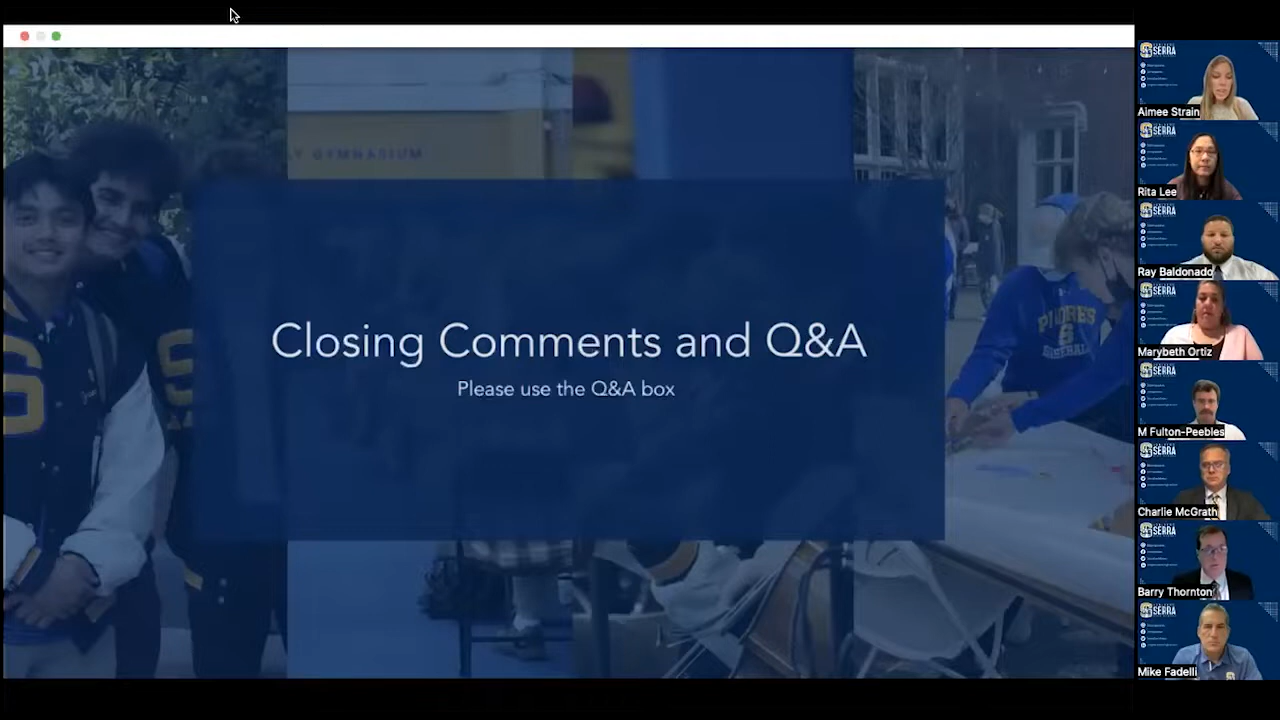 Y GYMNASIUM
Closing Comments and Q&A
Please use the Q&A box
PADRES
BASEBALL
SERRA
Aimee Strain
SERRA
Rita Lee
SERRA
Ray Baldonado
SERRA
Marybeth Ortiz
SERRA
M Fulton-Peebles
SERRA
Charlie McGrath
SERRA
Barry Thornton
SERRA
Mike Fadelli